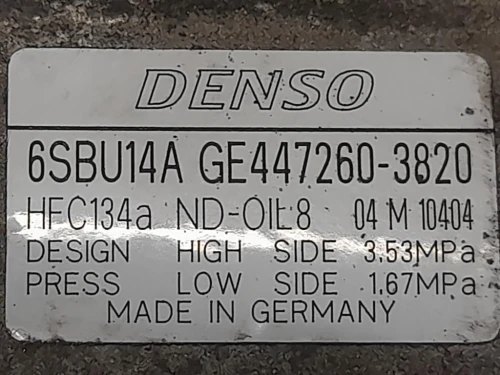 DENSO
6SBU14A GE447260-3820
HFC134a ND-OIL8 04 M 10404
DESIGN HIGH SIDE 3.53MPa
PRESS LOW SIDE 1.67MPa
MADE IN GERMANY